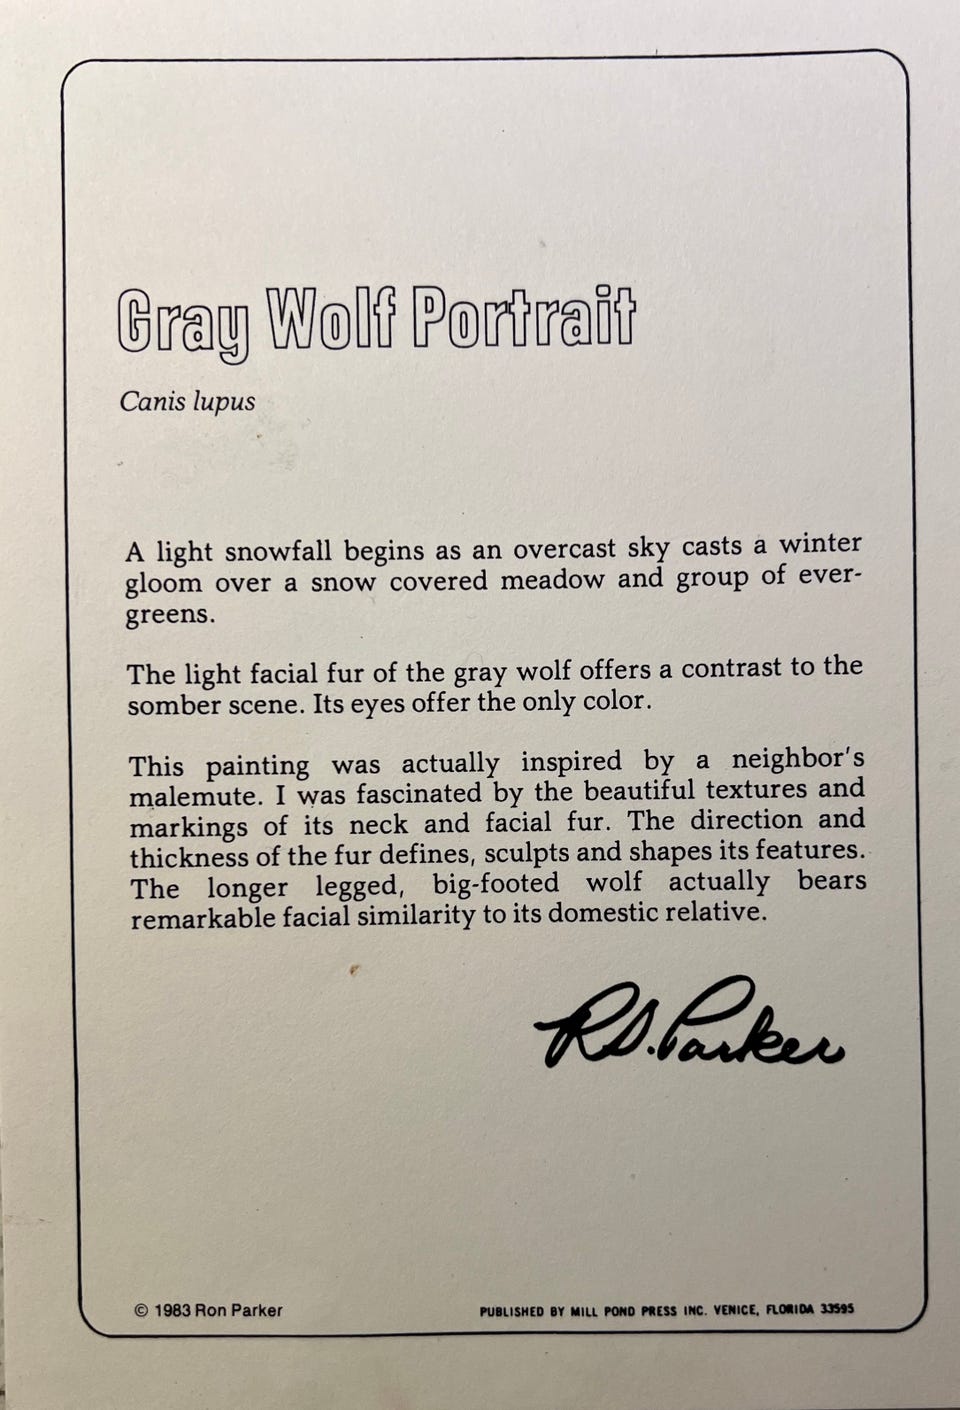 Gray Wolf Portrait
Canis lupus
A light snowfall begins as an overcast sky casts a winter
gloom over a snow covered meadow and group of ever-
greens.
The light facial fur of the gray wolf offers a contrast to the
somber scene. Its eyes offer the only color.
This painting was actually inspired by a neighbor's
malemute. I was fascinated by the beautiful textures and
markings of its neck and facial fur. The direction and
thickness of the fur defines, sculpts and shapes its features.
The longer legged, big-footed wolf actually bears
remarkable facial similarity to its domestic relative.
RS. Parker
© 1983 Ron Parker
PUBLISHED BY MILL POND PRESS INC. VENICE, FLORIDA 33595